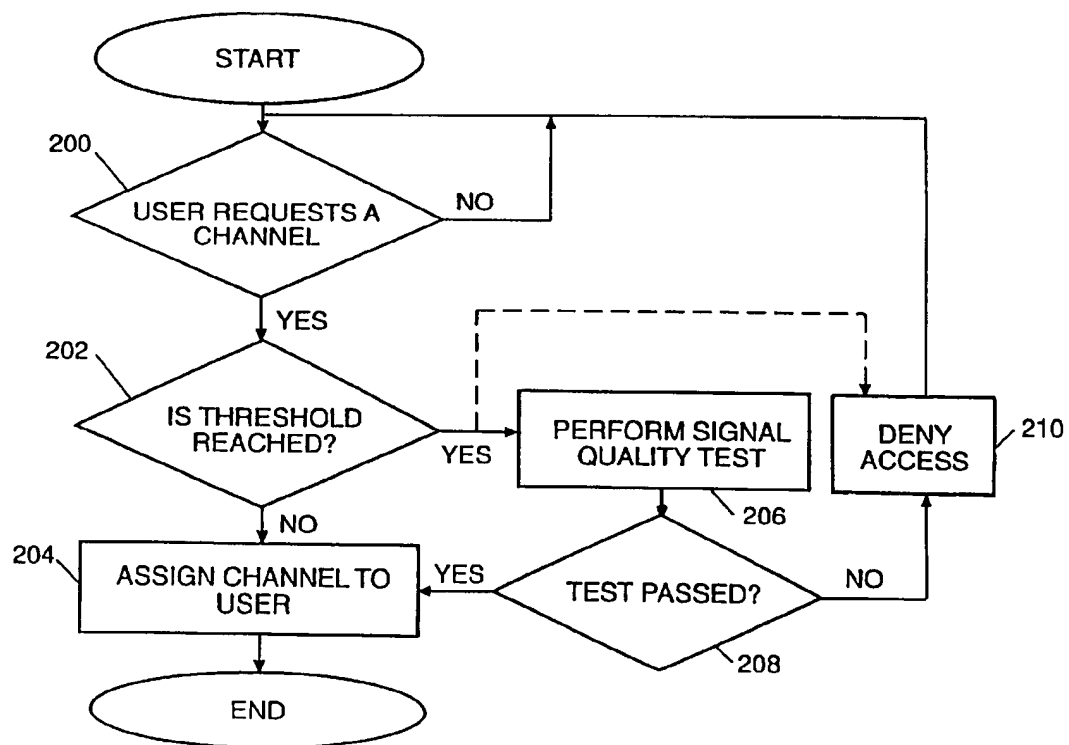 START
200
USER REQUESTS A
CHANNEL
NO
YES
202
IS THRESHOLD
REACHED?
YES
PERFORM SIGNAL
QUALITY TEST
206
DENY
ACCESS
210
NO
204
ASSIGN CHANNEL TO
USER
YES
TEST PASSED?
NO
208
END